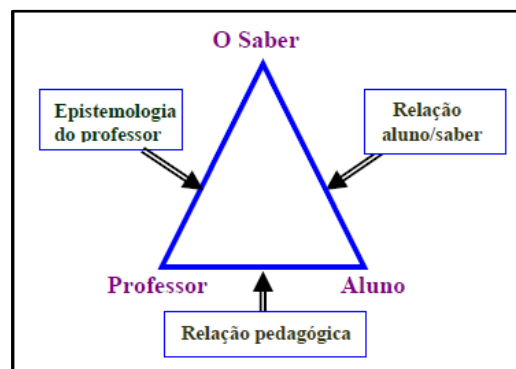 O Saber
Epistemologia
do professor
Relação
aluno/saber
Professor
Aluno
Relação pedagógica